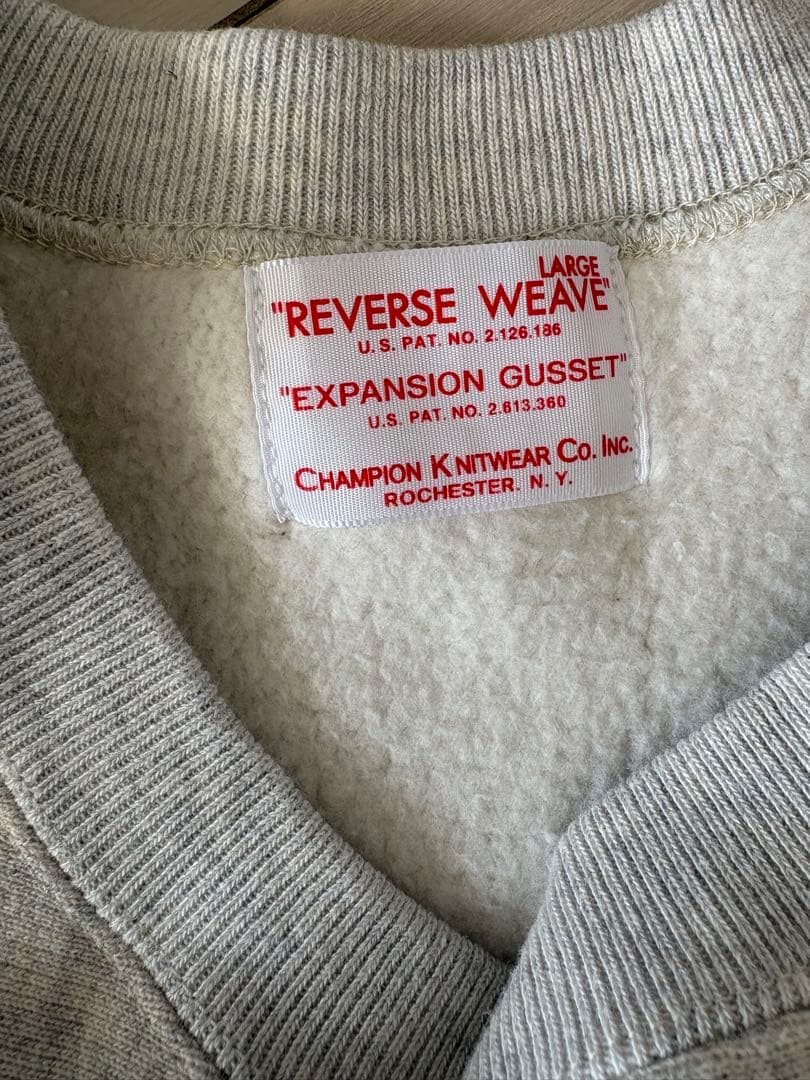 LARGE
"REVERSE WEAVE"
U.S. PAT. NO. 2.126.186
"EXPANSION GUSSET"
U.S. PAT. NO. 2.613.360
CHAMPION KNITWEAR CO. INC.
ROCHESTER. N. Y.